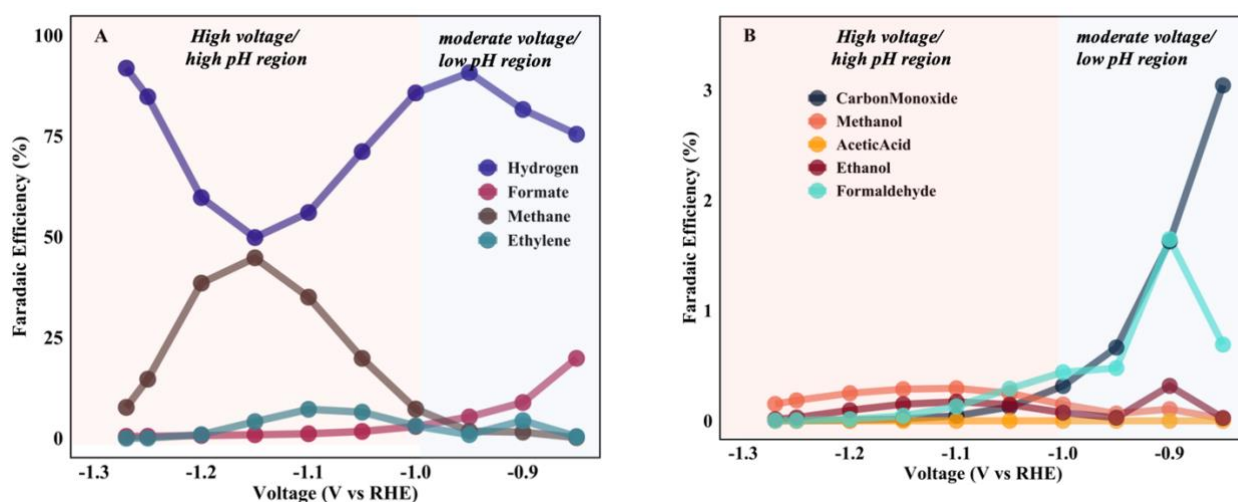 A
High voltage/
high pH region
moderate voltage/
low pH region
100
75
50
25
0
Faradaic Efficiency (%)
Hydrogen
Formate
Methane
Ethylene
-1.3 -1.2 -1.1 -1.0 -0.9
Voltage (V vs RHE)
B
High voltage/
high pH region
moderate voltage/
low pH region
3
2
1
0
Faradaic Efficiency (%)
CarbonMonoxide
Methanol
AceticAcid
Ethanol
Formaldehyde
-1.3 -1.2 -1.1 -1.0 -0.9
Voltage (V vs RHE)